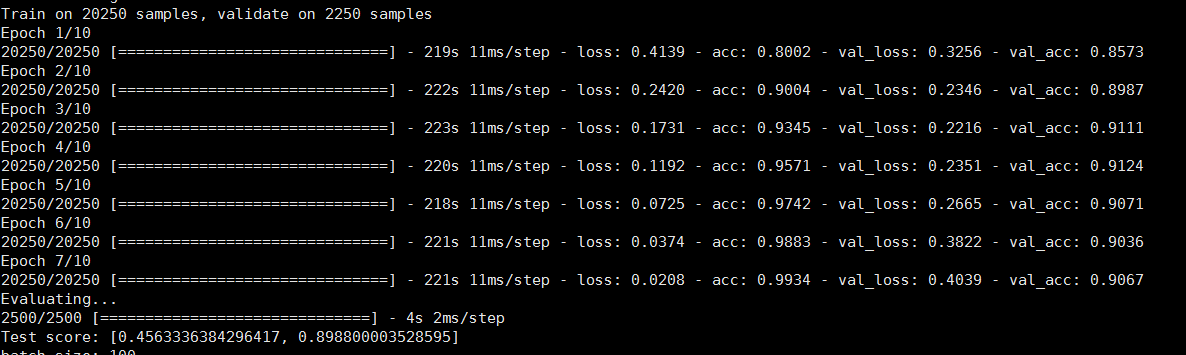 Train on 20250 samples, validate on 2250 samples
Epoch 1/10
20250/20250 [==============================] - 219s 11ms/step - loss: 0.4139 - acc: 0.8002 - val_loss: 0.3256 - val_acc: 0.8573
Epoch 2/10
20250/20250 [==============================] - 222s 11ms/step - loss: 0.2420 - acc: 0.9004 - val_loss: 0.2346 - val_acc: 0.8987
Epoch 3/10
20250/20250 [==============================] - 223s 11ms/step - loss: 0.1731 - acc: 0.9345 - val_loss: 0.2216 - val_acc: 0.9111
Epoch 4/10
20250/20250 [==============================] - 220s 11ms/step - loss: 0.1192 - acc: 0.9571 - val_loss: 0.2351 - val_acc: 0.9124
Epoch 5/10
20250/20250 [==============================] - 218s 11ms/step - loss: 0.0725 - acc: 0.9742 - val_loss: 0.2665 - val_acc: 0.9071
Epoch 6/10
20250/20250 [==============================] - 221s 11ms/step - loss: 0.0374 - acc: 0.9883 - val_loss: 0.3822 - val_acc: 0.9036
Epoch 7/10
20250/20250 [==============================] - 221s 11ms/step - loss: 0.0208 - acc: 0.9934 - val_loss: 0.4039 - val_acc: 0.9067
Evaluating...
2500/2500 [==============================] - 4s 2ms/step
Test score: [0.4563336384296417, 0.898800003528595]
batch size: 100